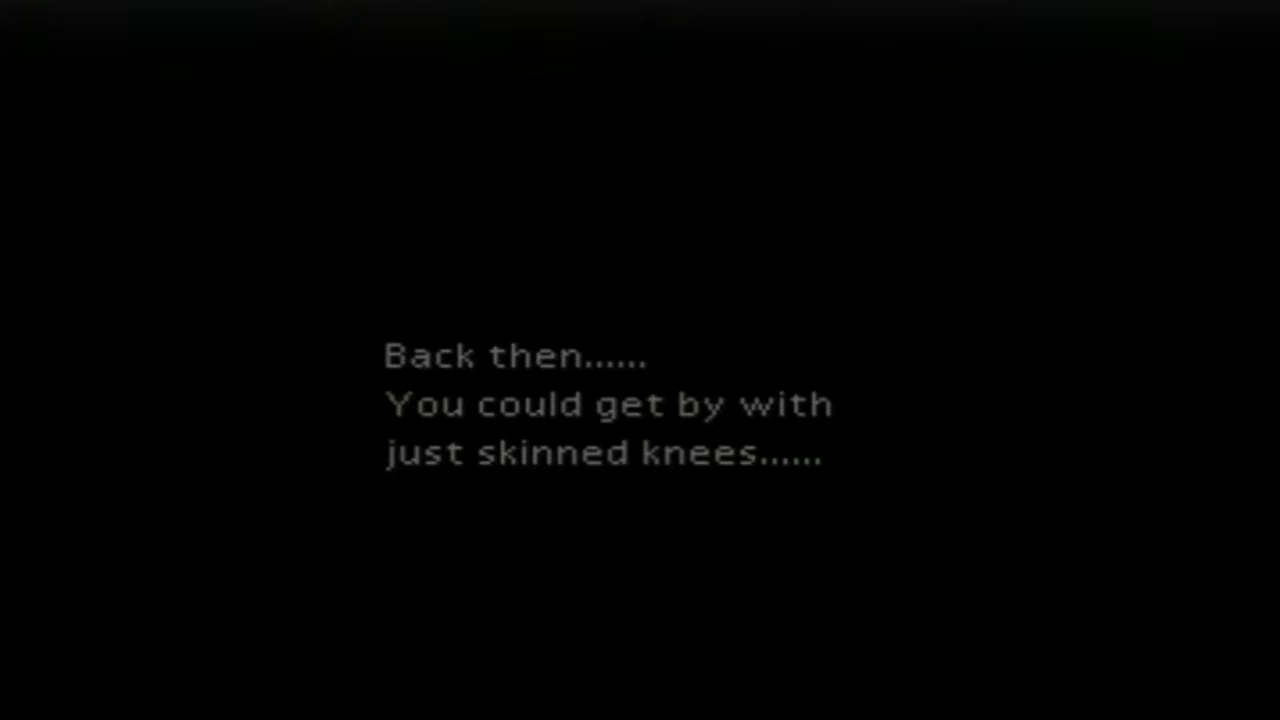 Back then......
You could get by with
just skinned knees......